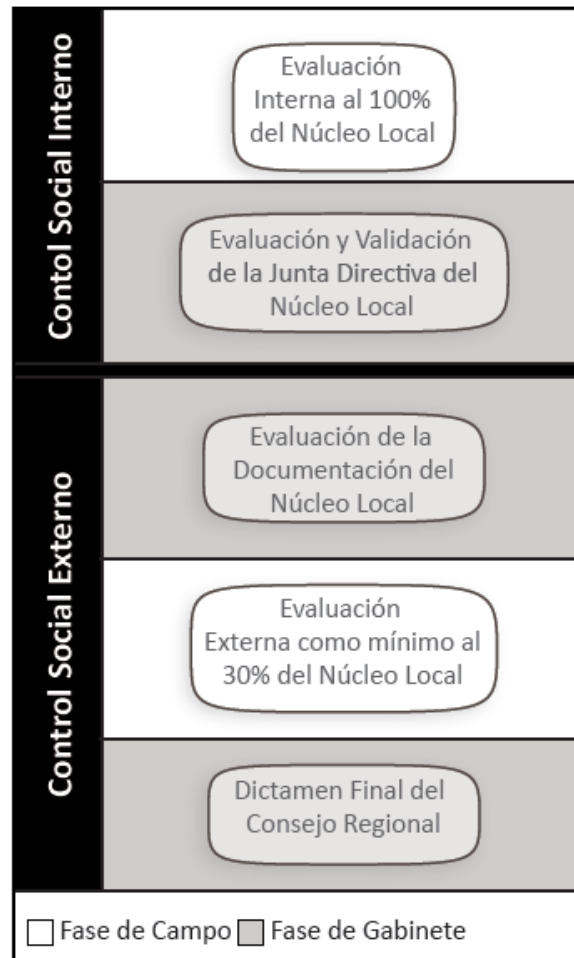 Contol Social Interno
Evaluación
Interna al 100%
del Núcleo Local
Evaluación y Validación
de la Junta Directiva del
Núcleo Local
Control Social Externo
Evaluación de la
Documentación del
Núcleo Local
Evaluación
Externa como mínimo al
30% del Núcleo Local
Dictamen Final del
Consejo Regional
Fase de Campo
Fase de Gabinete